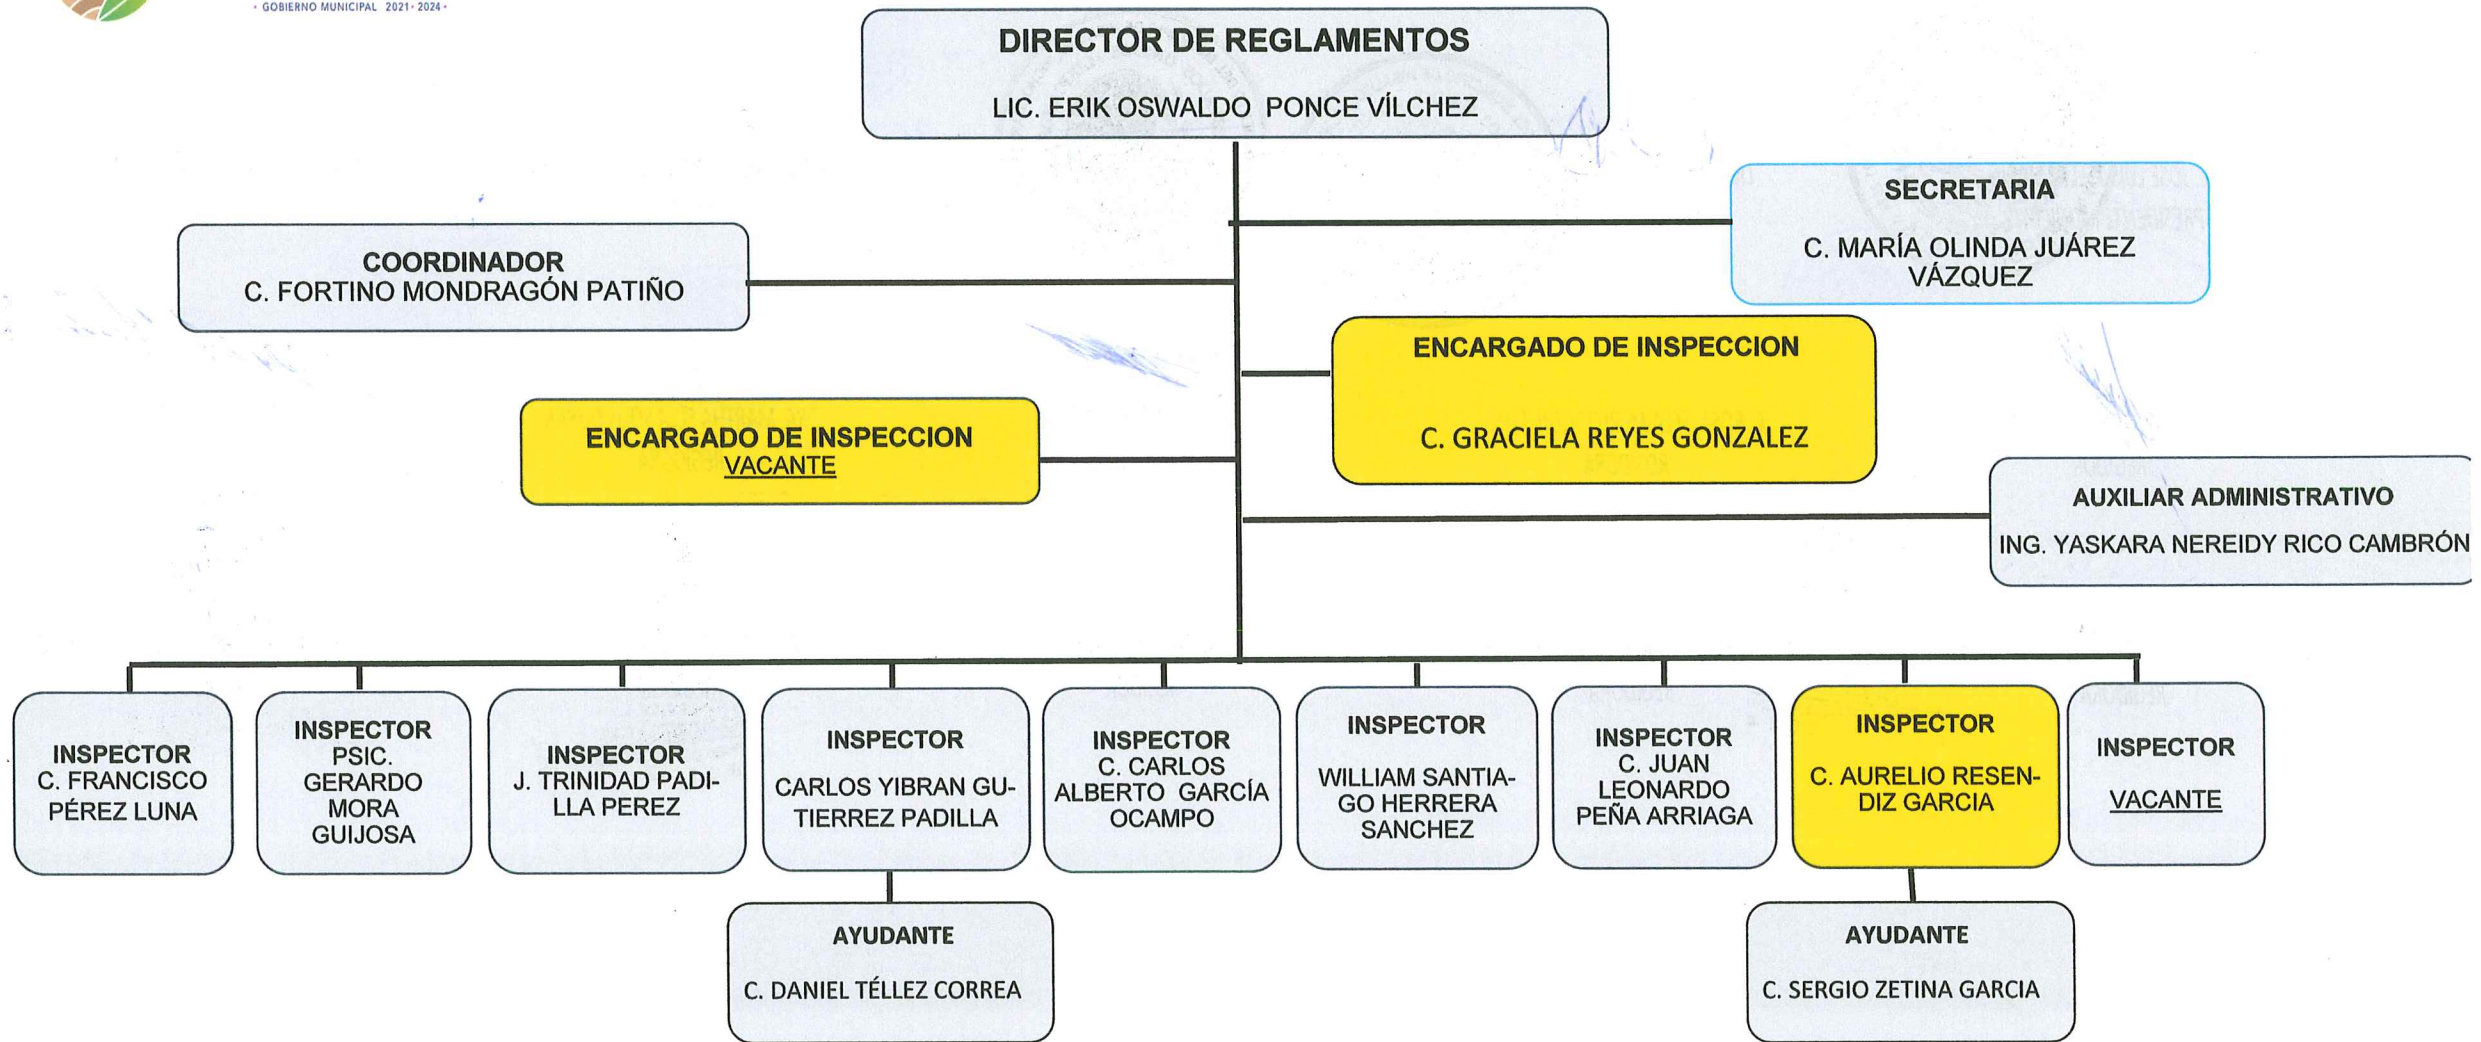 • GOBIERNO MUNICIPAL 2021 - 2024 •
DIRECTOR DE REGLAMENTOS
LIC. ERIK OSWALDO PONCE VÍLCHEZ
SECRETARIA
C. MARÍA OLINDA JUÁREZ
VÁZQUEZ
COORDINADOR
C. FORTINO MONDRAGÓN PATIÑO
ENCARGADO DE INSPECCION
C. GRACIELA REYES GONZALEZ
ENCARGADO DE INSPECCION
VACANTE
AUXILIAR ADMINISTRATIVO
ING. YASKARA NEREIDY RICO CAMBRÓN
INSPECTOR
C. FRANCISCO
PÉREZ LUNA
INSPECTOR
PSIC.
GERARDO
MORA
GUIJOSA
INSPECTOR
J. TRINIDAD PADI-
LLA PEREZ
INSPECTOR
CARLOS YIBRAN GU-
TIERREZ PADILLA
INSPECTOR
C. CARLOS
ALBERTO GARCÍA
OCAMPO
INSPECTOR
WILLIAM SANTIA-
GO HERRERA
SANCHEZ
INSPECTOR
C. JUAN
LEONARDO
PEÑA ARRIAGA
INSPECTOR
C. AURELIO RESEN-
DIZ GARCIA
INSPECTOR
VACANTE
AYUDANTE
C. DANIEL TÉLLEZ CORREA
AYUDANTE
C. SERGIO ZETINA GARCIA